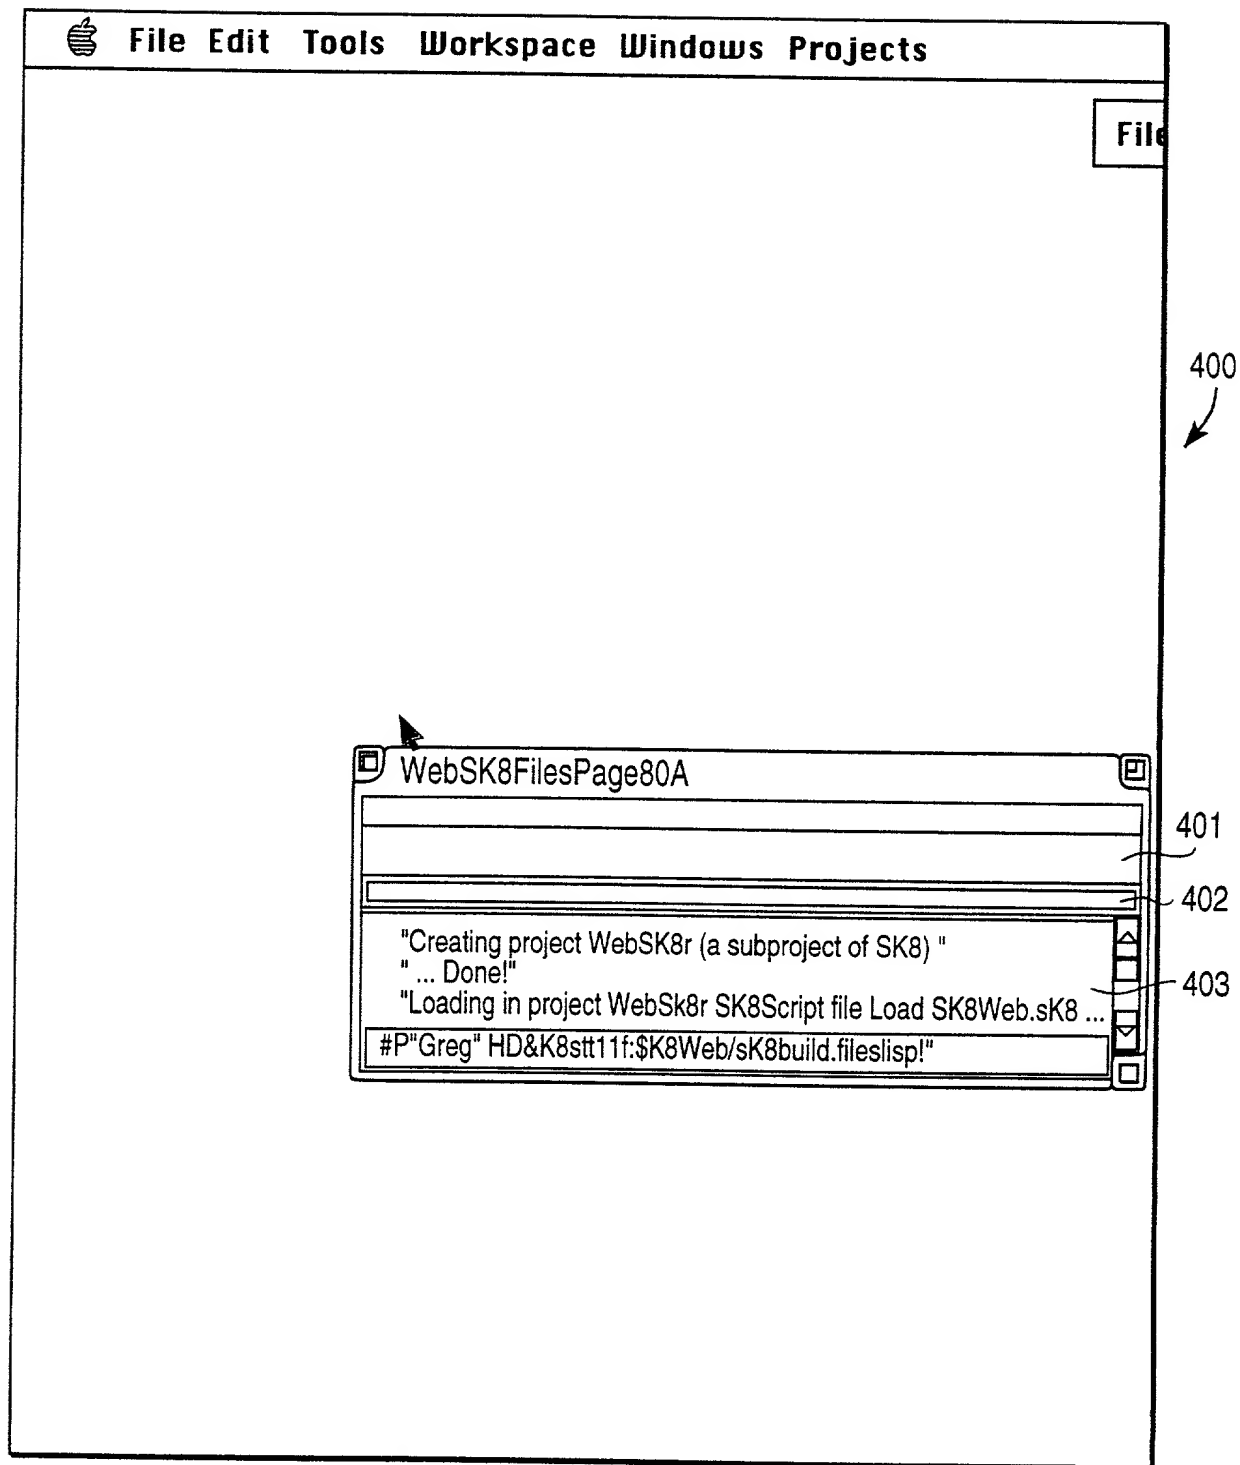 File Edit Tools Workspace Windows Projects
File
400
WebSK8FilesPage80A
401
402
"Creating project WebSK8r (a subproject of SK8) "
" ... Done!"
"Loading in project WebSk8r SK8Script file Load SK8Web.sK8 ...
403
#P"Greg" HD&K8stt11f:$K8Web/sK8build.fileslisp!"